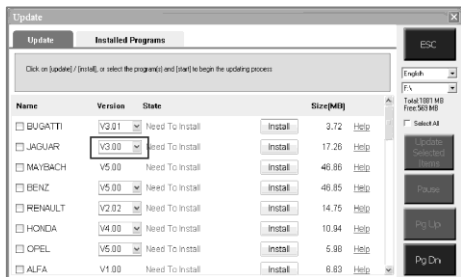 Update
Update Installed Programs
Click on [update] / [install], or select the program(s) and [start] to begin the updating process
Name Version State Size[MB]
BUGATTI V3.01 Need To Install Install 3.72 Help
JAGUAR V3.00 Need To Install Install 17.26 Help
MAYBACH V5.00 Need To Install Install 46.86 Help
BENZ V5.00 Need To Install Install 46.85 Help
RENAULT V2.02 Need To Install Install 14.75 Help
HONDA V4.00 Need To Install Install 10.94 Help
OPEL V5.00 Need To Install Install 5.98 Help
ALFA V1.00 Need To Install Install 6.83 Help
ESC
English
F:\
Total:1001 MB
Free:569 MB
Select All
Update
Selected
Items
Pause
Pg Up
Pg Dn